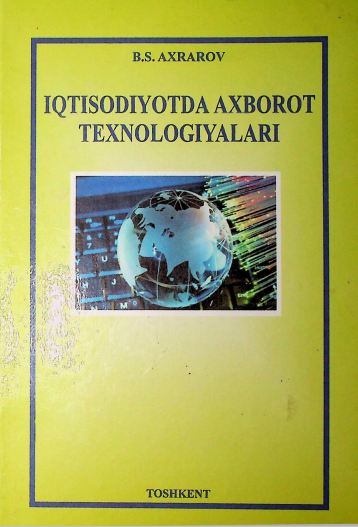 B.S. AXRAROV
IQTISODIYOTDA AXBOROT
TEXNOLOGIYALARI
TOSHKENT